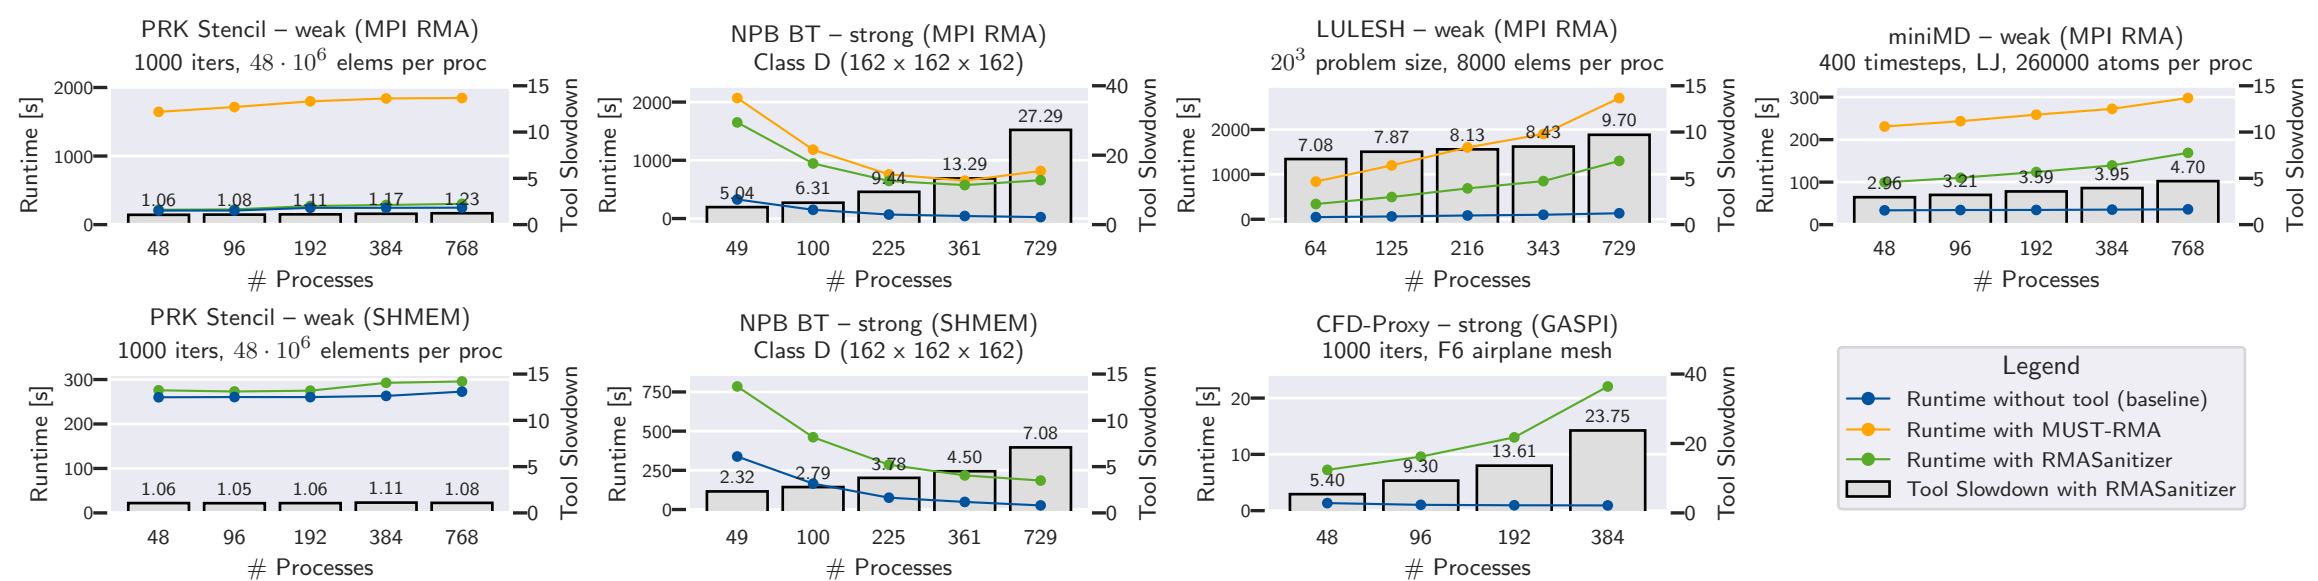 PRK Stencil – weak (MPI RMA)
1000 iters, 48 · 10⁶ elems per proc
Runtime [s]
2000
1000
0
1.06 1.08 1.11 1.17 1.23
15
10
5
0
Tool Slowdown
48 96 192 384 768
# Processes
NPB BT – strong (MPI RMA)
Class D (162 x 162 x 162)
Runtime [s]
2000
1000
0
5.04 6.31 9.44 13.29 27.29
40
20
0
Tool Slowdown
49 100 225 361 729
# Processes
LULESH – weak (MPI RMA)
20³ problem size, 8000 elems per proc
Runtime [s]
2000
1000
0
7.08 7.87 8.13 8.43 9.70
15
10
5
0
Tool Slowdown
64 125 216 343 729
# Processes
miniMD – weak (MPI RMA)
400 timesteps, LJ, 260000 atoms per proc
Runtime [s]
300
200
100
0
2.96 3.21 3.59 3.95 4.70
15
10
5
0
Tool Slowdown
48 96 192 384 768
# Processes
PRK Stencil – weak (SHMEM)
1000 iters, 48 · 10⁶ elements per proc
Runtime [s]
300
200
100
0
1.06 1.05 1.06 1.11 1.08
15
10
5
0
Tool Slowdown
48 96 192 384 768
# Processes
NPB BT – strong (SHMEM)
Class D (162 x 162 x 162)
Runtime [s]
750
500
250
0
2.32 2.79 3.78 4.50 7.08
15
10
5
0
Tool Slowdown
49 100 225 361 729
# Processes
CFD-Proxy – strong (GASPI)
1000 iters, F6 airplane mesh
Runtime [s]
20
10
0
5.40 9.30 13.61 23.75
40
20
0
Tool Slowdown
48 96 192 384
# Processes
Legend
Runtime without tool (baseline)
Runtime with MUST-RMA
Runtime with RMASanitizer
Tool Slowdown with RMASanitizer